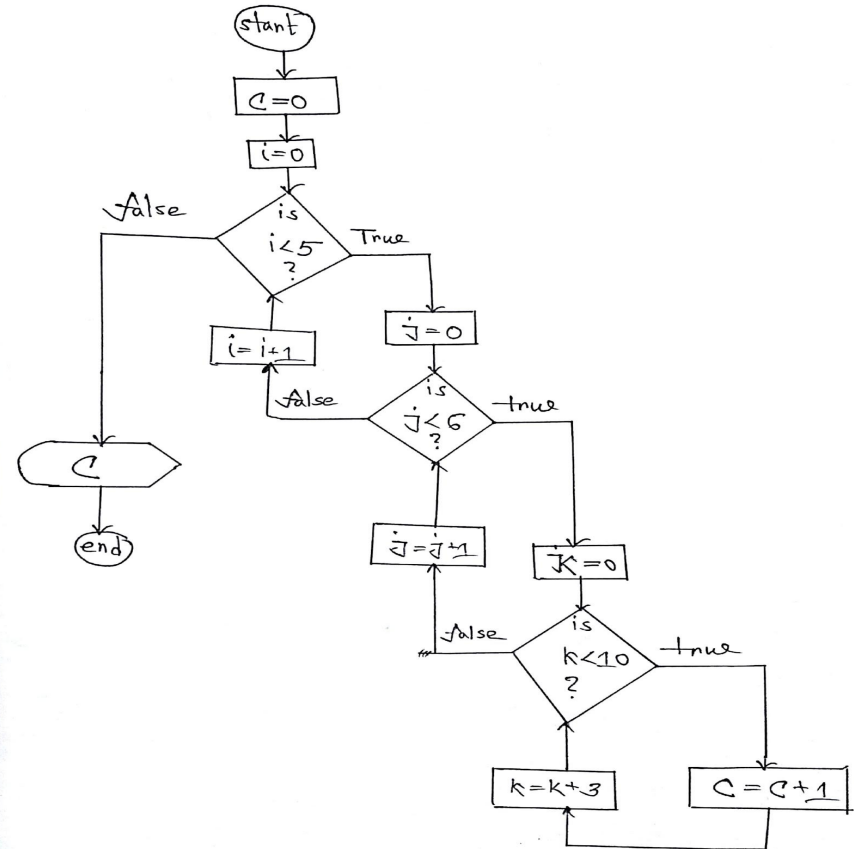 start
C=0
i=0
false
is
i<5
?
True
i=i+1
j=0
false
is
j<6
?
true
C
end
j=j+1
K=0
false
is
k<10
?
true
k=k+3
C=C+1